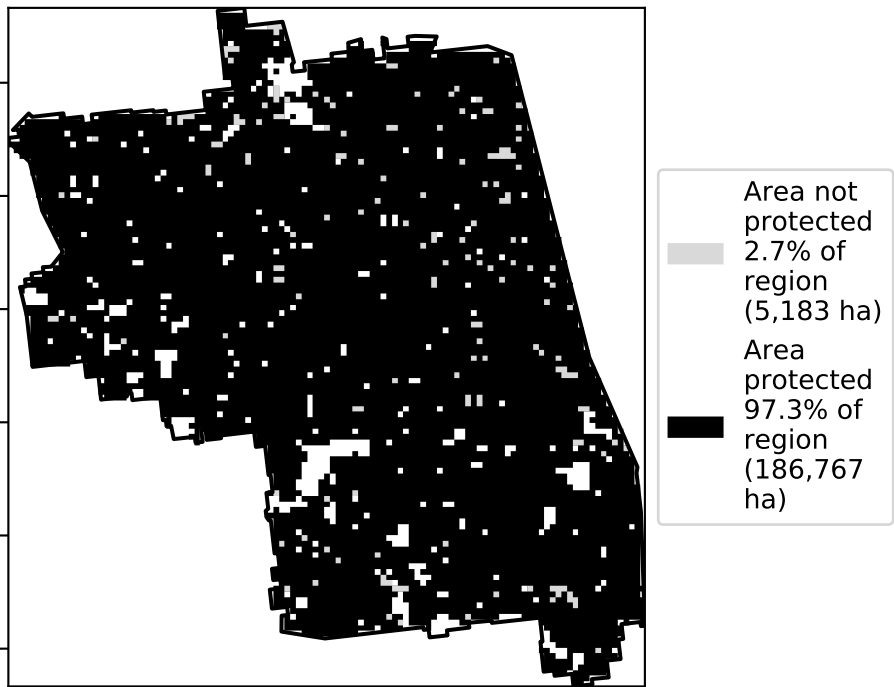 Area not
protected
2.7% of
region
(5,183 ha)
Area
protected
97.3% of
region
(186,767
ha)